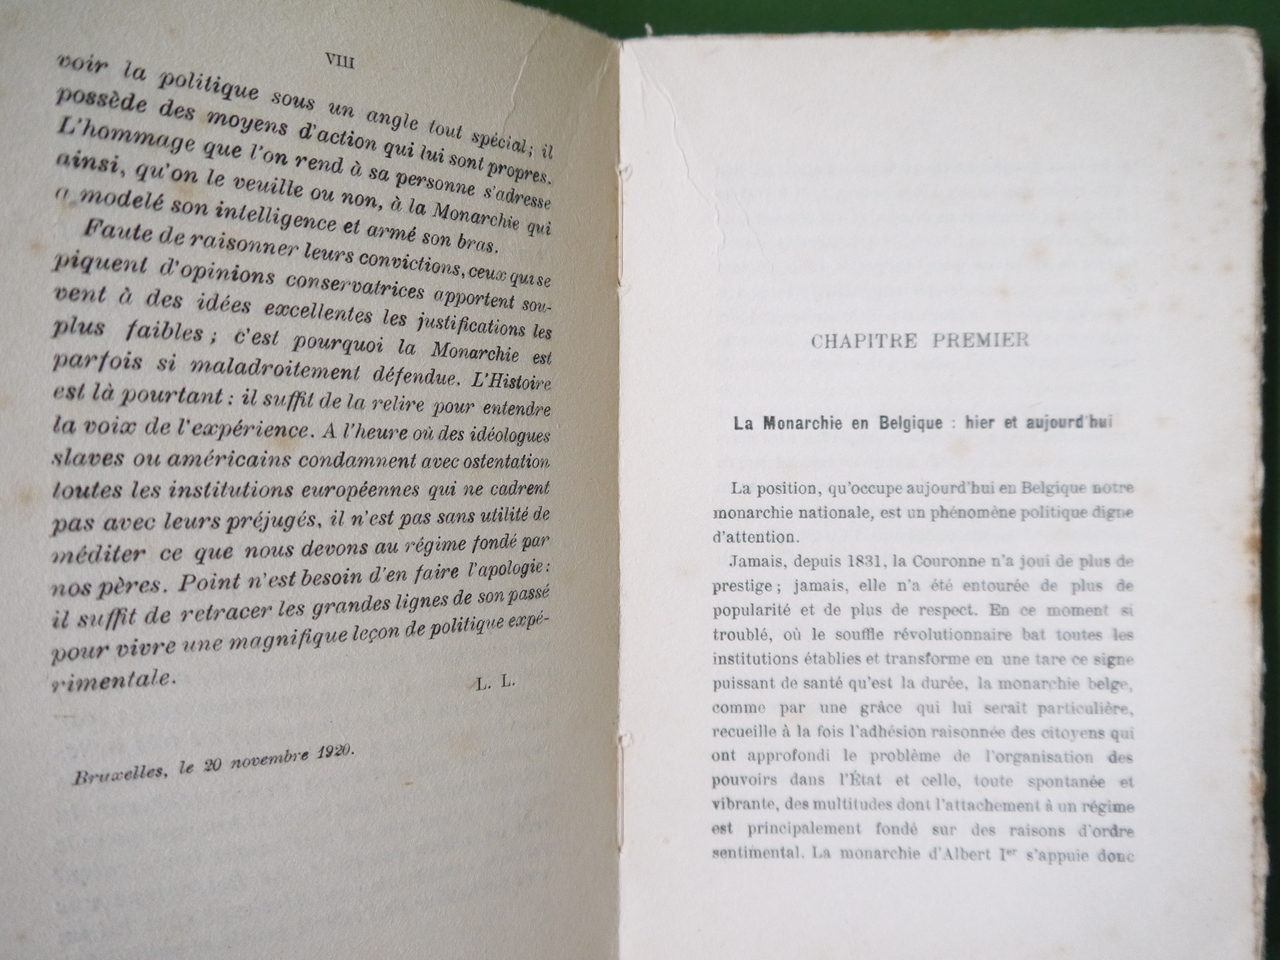 VIII
voir la politique sous un angle tout spécial; il
possède des moyens d'action qui lui sont propres.
L'hommage que l'on rend à sa personne s'adresse
ainsi, qu'on le veuille ou non, à la Monarchie qui
a modelé son intelligence et armé son bras.
Faute de raisonner leurs convictions, ceux qui se
piquent d'opinions conservatrices apportent sou-
vent à des idées excellentes les justifications les
plus faibles ; c'est pourquoi la Monarchie est
parfois si maladroitement défendue. L'Histoire
est là pourtant : il suffit de la relire pour entendre
la voix de l'expérience. A l'heure où des idéologues
slaves ou américains condamnent avec ostentation
toutes les institutions européennes qui ne cadrent
pas avec leurs préjugés, il n'est pas sans utilité de
méditer ce que nous devons au régime fondé par
nos pères. Point n'est besoin d'en faire l'apologie:
il suffit de retracer les grandes lignes de son passé
pour vivre une magnifique leçon de politique expé-
rimentale.
L. L.
Bruxelles, le 20 novembre 1920.
CHAPITRE PREMIER
La Monarchie en Belgique : hier et aujourd'hui
La position, qu'occupe aujourd'hui en Belgique notre
monarchie nationale, est un phénomène politique digne
d'attention.
Jamais, depuis 1831, la Couronne n'a joui de plus de
prestige ; jamais, elle n'a été entourée de plus de
popularité et de plus de respect. En ce moment si
troublé, où le souffle révolutionnaire bat toutes les
institutions établies et transforme en une tare ce signe
puissant de santé qu'est la durée, la monarchie belge,
comme par une grâce qui lui serait particulière,
recueille à la fois l'adhésion raisonnée des citoyens qui
ont approfondi le problème de l'organisation des
pouvoirs dans l'État et celle, toute spontanée et
vibrante, des multitudes dont l'attachement à un régime
est principalement fondé sur des raisons d'ordre
sentimental. La monarchie d'Albert Ier s'appuie donc